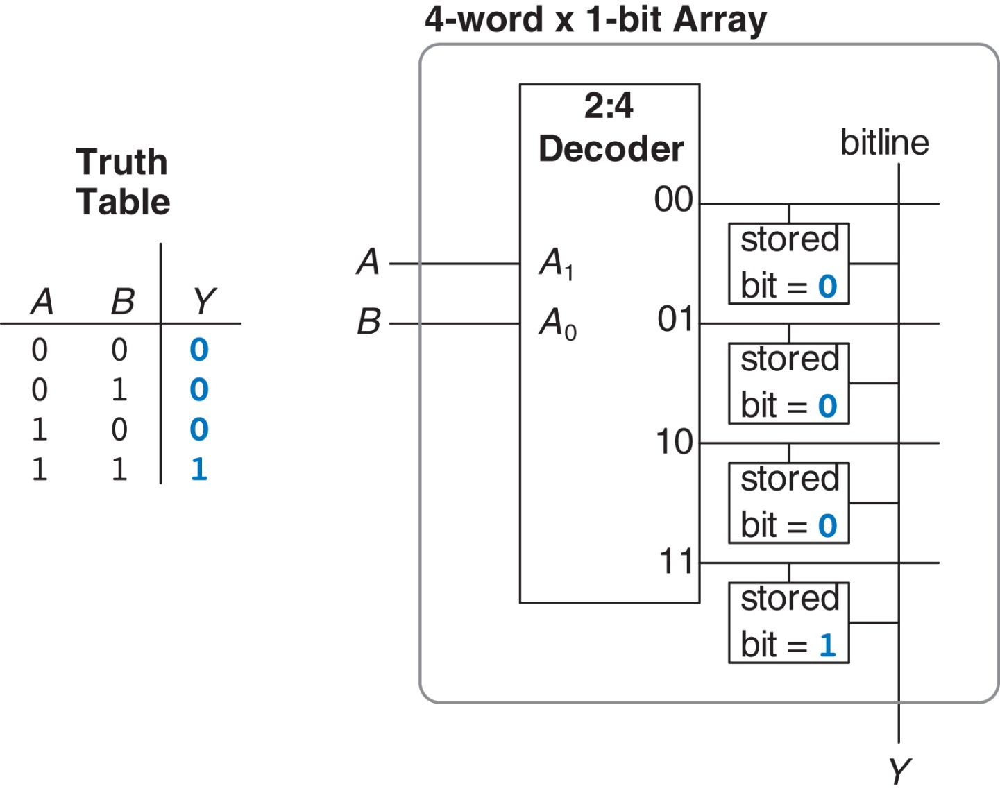 4-word x 1-bit Array
Truth
Table
A B Y
0 0 0
0 1 0
1 0 0
1 1 1
2:4
Decoder
A A₁
B A₀
bitline
00
stored
bit = 0
01
stored
bit = 0
10
stored
bit = 0
11
stored
bit = 1
Y